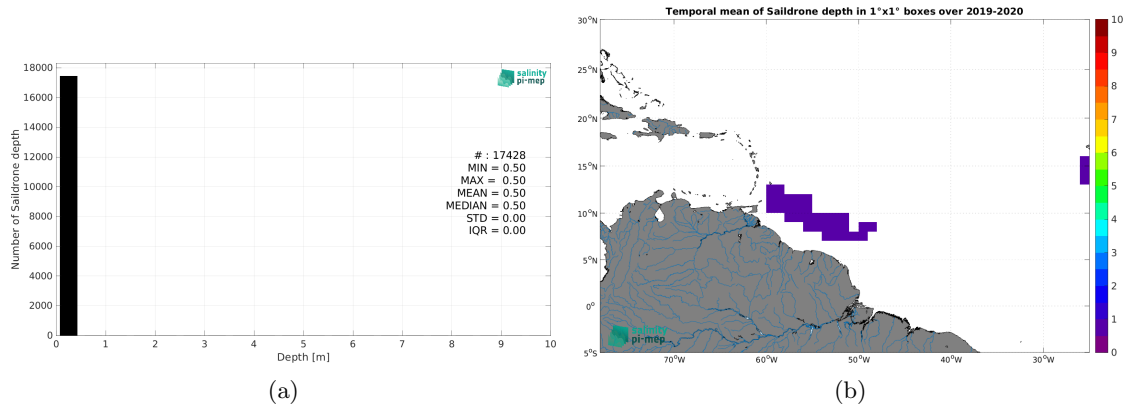 18000
16000
14000
12000
10000
8000
6000
4000
2000
0
Number of Saildrone depth
0 1 2 3 4 5 6 7 8 9 10
Depth [m]
salinity
pi-mep
# : 17428
MIN = 0.50
MAX = 0.50
MEAN = 0.50
MEDIAN = 0.50
STD = 0.00
IQR = 0.00
(a)
Temporal mean of Saildrone depth in 1°x1° boxes over 2019-2020
30°N
25°N
20°N
15°N
10°N
5°N
0°
5°S
70°W 60°W 50°W 40°W 30°W
salinity
pi-mep
10
9
8
7
6
5
4
3
2
1
0
(b)